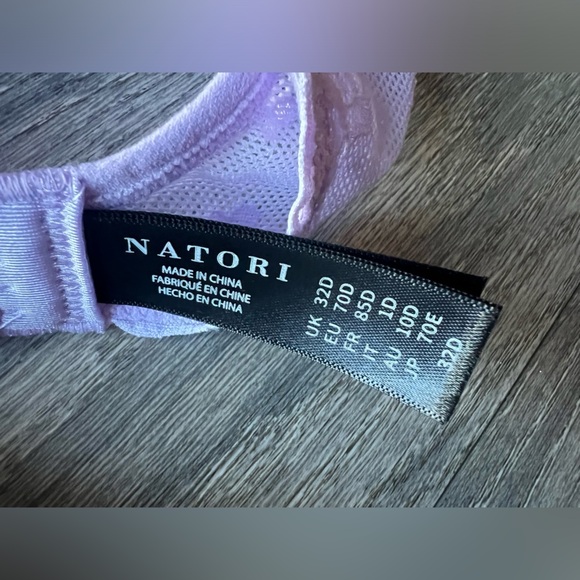 NATORI
MADE IN CHINA
FABRIQUÉ EN CHINE
HECHO EN CHINA
UK 32D
EU 70D
FR 85D
IT 1D
AU 10D
JP 70E
32D